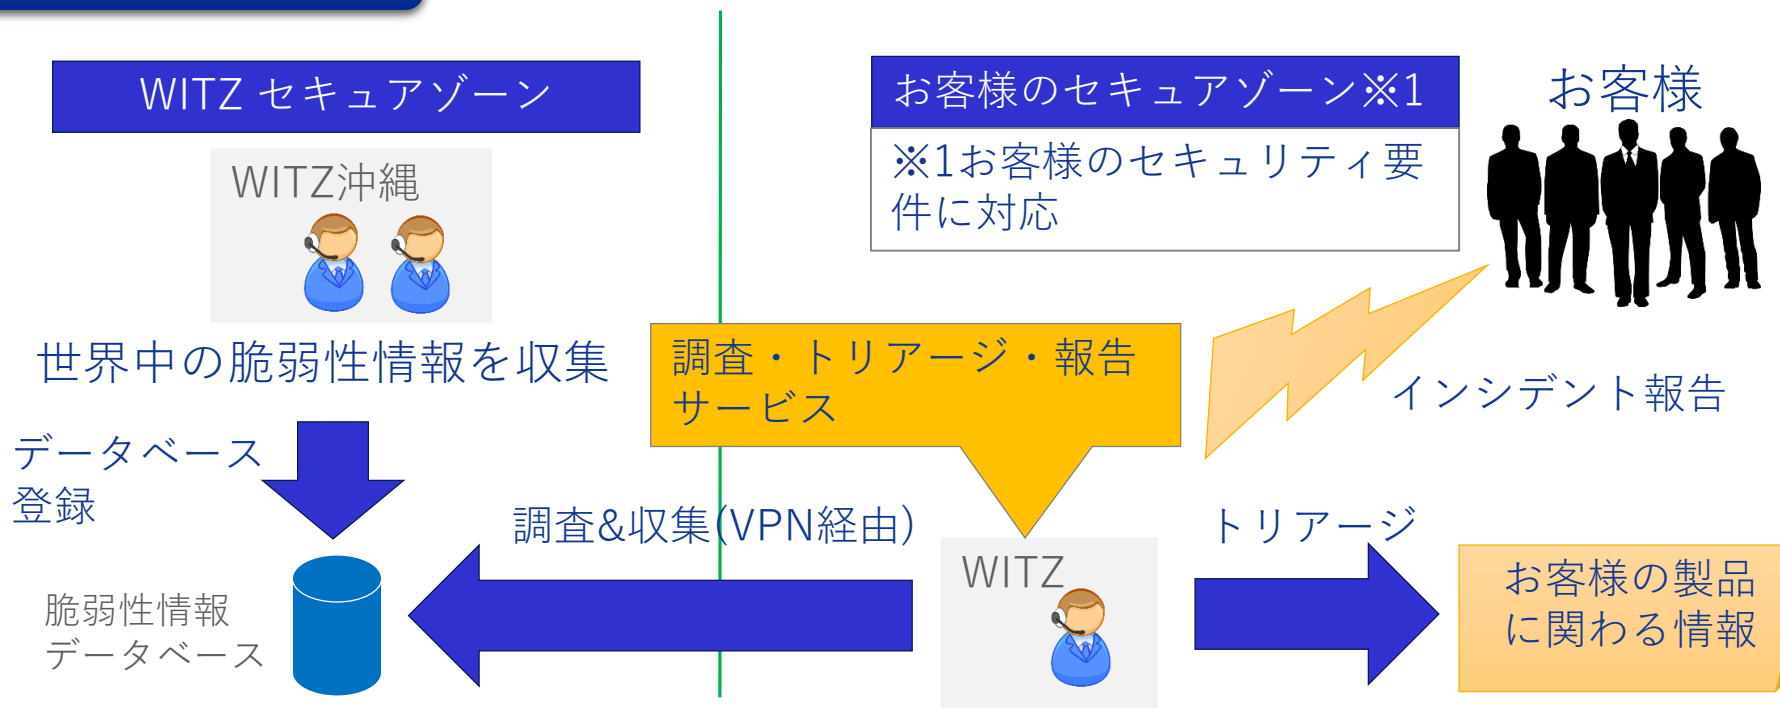 WITZ セキュアゾーン
WITZ沖縄
世界中の脆弱性情報を収集
データベース
登録
脆弱性情報
データベース
お客様のセキュアゾーン※1
※1お客様のセキュリティ要
件に対応
お客様
調査・トリアージ・報告
サービス
インシデント報告
調査&収集(VPN経由)
WITZ
トリアージ
お客様の製品
に関わる情報